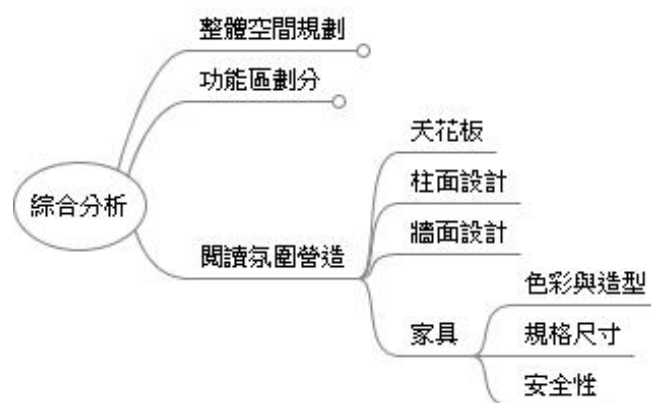 整體空間規劃
功能區劃分
綜合分析
閱讀氛圍營造
天花板
柱面設計
牆面設計
家具
色彩與造型
規格尺寸
安全性